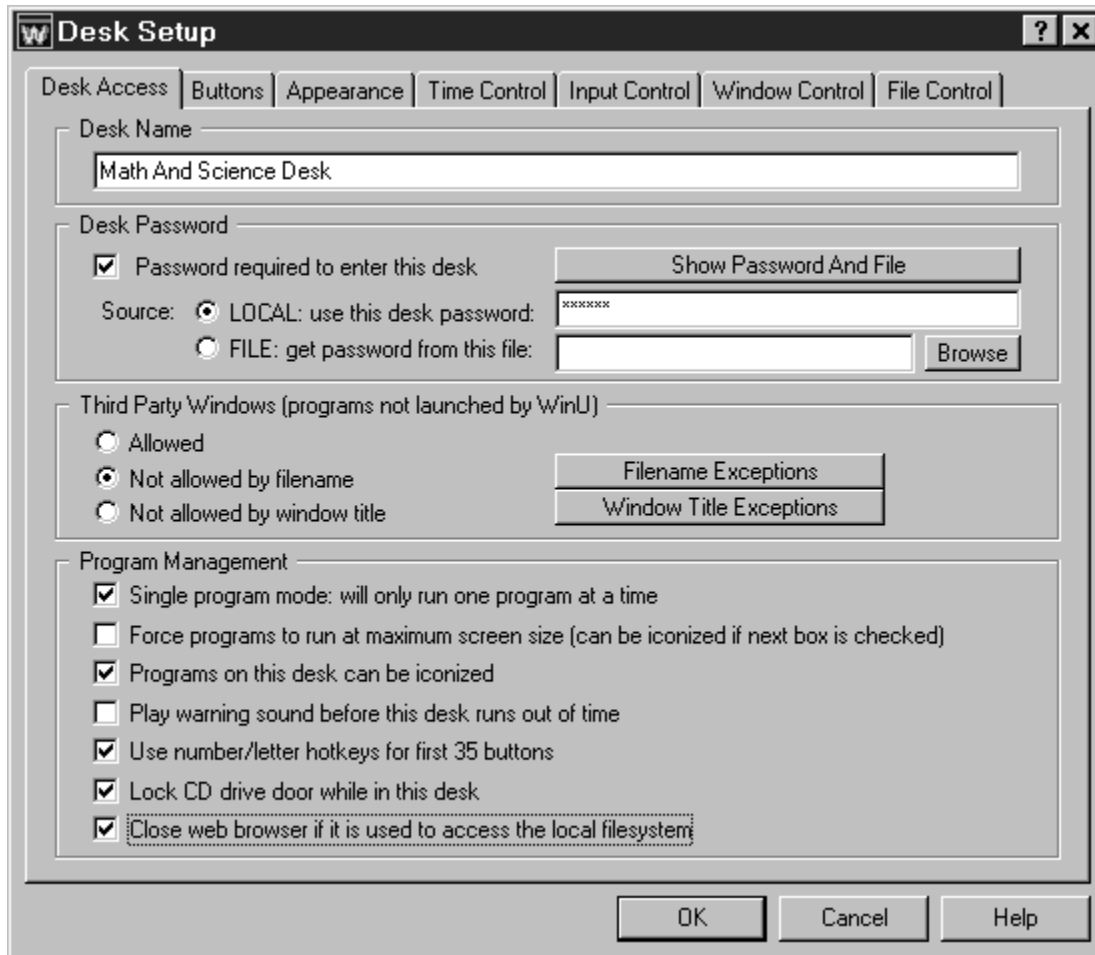 W Desk Setup ? X
Desk Access Buttons Appearance Time Control Input Control Window Control File Control
Desk Name
Math And Science Desk
Desk Password
Password required to enter this desk Show Password And File
Source: LOCAL: use this desk password: xxxxxx
FILE: get password from this file: Browse
Third Party Windows (programs not launched by WinU)
Allowed
Not allowed by filename Filename Exceptions
Not allowed by window title Window Title Exceptions
Program Management
Single program mode: will only run one program at a time
Force programs to run at maximum screen size (can be iconized if next box is checked)
Programs on this desk can be iconized
Play warning sound before this desk runs out of time
Use number/letter hotkeys for first 35 buttons
Lock CD drive door while in this desk
Close web browser if it is used to access the local filesystem
OK Cancel Help